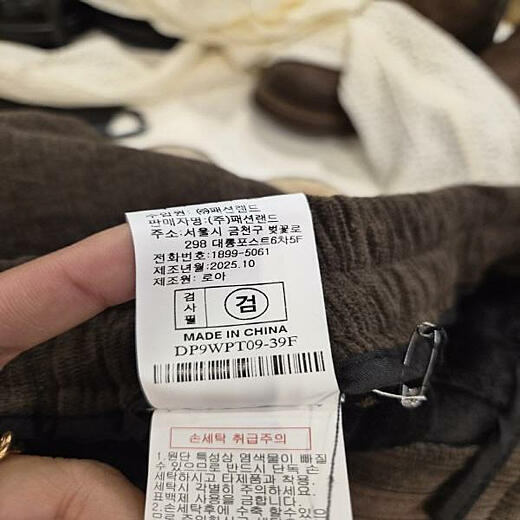 수입원: ㈜패션랜드
판매자명:(주)패션랜드
주소:서울시 금천구 벚꽃로
298 대륭포스트6차5F
전화번호:1899-5061
제조년월:2025.10
제조원: 로아
검사필 검
MADE IN CHINA
DP9WPT09-39F
손세탁 취급주의
1.원단 특성상 염색물이 빠질
수 있으므로 반드시 단독 손
세탁하시고 타제품과 착용,
세탁시 각별히 주의하세요.
표백제 사용을 금합니다.
2.손세탁후에 수축 할수있으